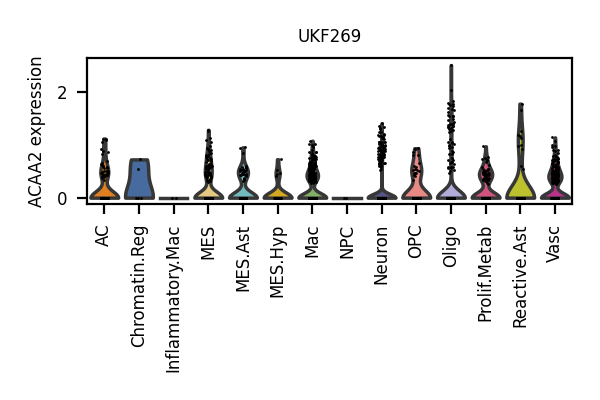 UKF269
ACAA2 expression
2
0
AC
Chromatin.Reg
Inflammatory.Mac
MES
MES.Ast
MES.Hyp
Mac
NPC
Neuron
OPC
Oligo
Prolif.Metab
Reactive.Ast
Vasc